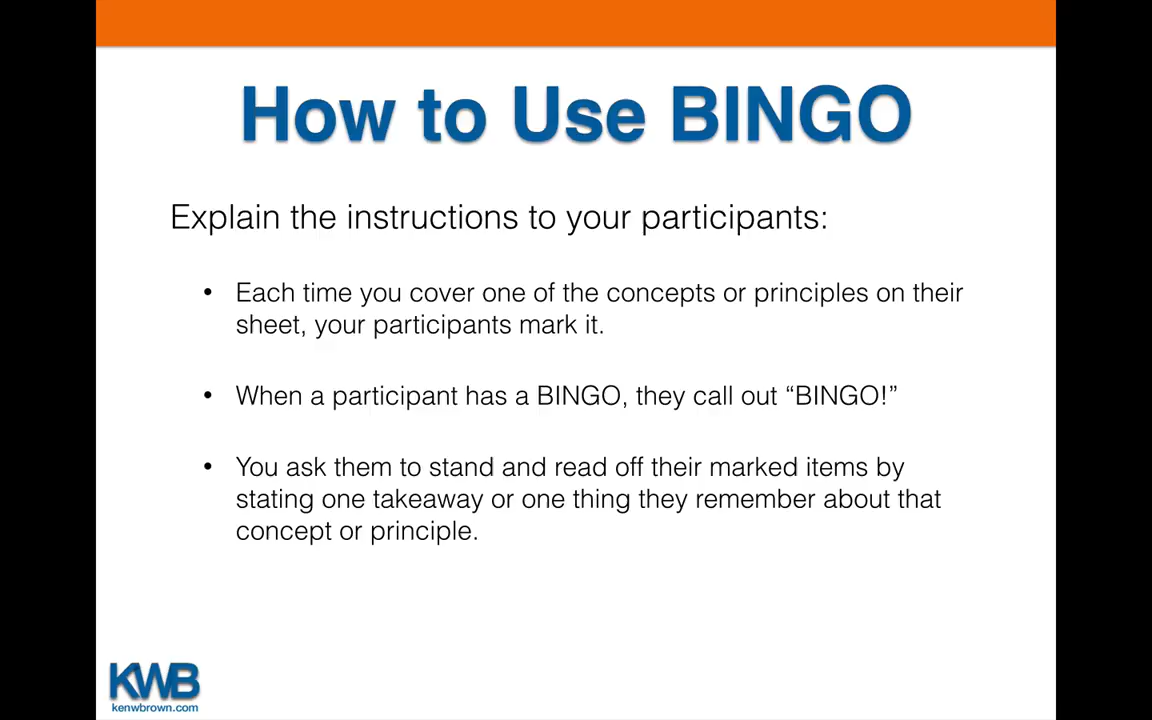 How to Use BINGO
Explain the instructions to your participants:
• Each time you cover one of the concepts or principles on their
sheet, your participants mark it.
• When a participant has a BINGO, they call out “BINGO!”
• You ask them to stand and read off their marked items by
stating one takeaway or one thing they remember about that
concept or principle.
KWB
kenwbrown.com